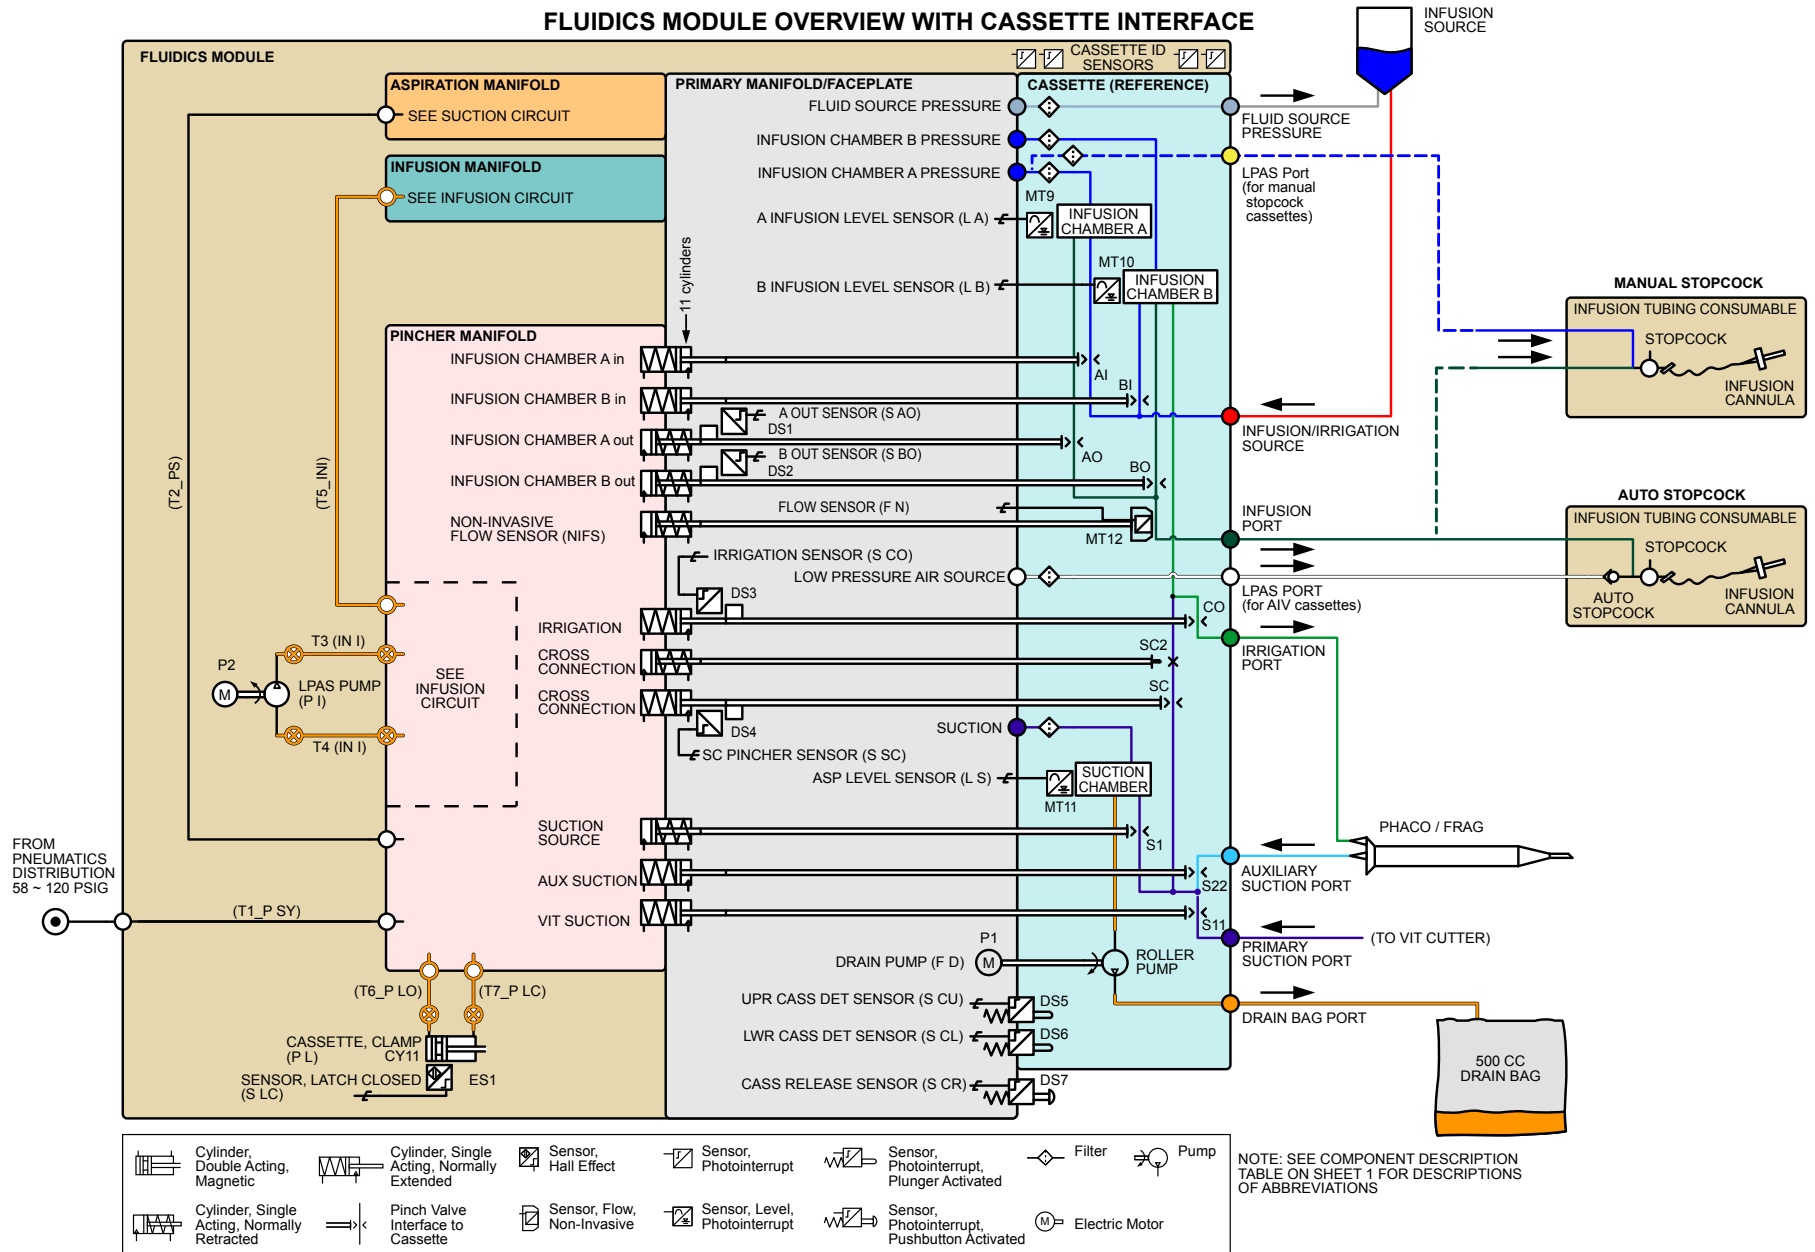 FLUIDICS MODULE OVERVIEW WITH CASSETTE INTERFACE
INFUSION
SOURCE
FLUIDICS MODULE
CASSETTE ID
SENSORS
ASPIRATION MANIFOLD
SEE SUCTION CIRCUIT
INFUSION MANIFOLD
SEE INFUSION CIRCUIT
PRIMARY MANIFOLD/FACEPLATE
CASSETTE (REFERENCE)
FLUID SOURCE PRESSURE
FLUID SOURCE
PRESSURE
INFUSION CHAMBER B PRESSURE
INFUSION CHAMBER A PRESSURE
LPAS Port
(for manual
stopcock
cassettes)
MT9
A INFUSION LEVEL SENSOR (L A)
INFUSION
CHAMBER A
MT10
B INFUSION LEVEL SENSOR (L B)
INFUSION
CHAMBER B
11 cylinders
MANUAL STOPCOCK
INFUSION TUBING CONSUMABLE
STOPCOCK
INFUSION
CANNULA
PINCHER MANIFOLD
INFUSION CHAMBER A in
AI
INFUSION CHAMBER B in
BI
A OUT SENSOR (S AO)
DS1
INFUSION CHAMBER A out
AO
B OUT SENSOR (S BO)
DS2
INFUSION CHAMBER B out
BO
INFUSION/IRRIGATION
SOURCE
(T2_PS)
(T5_INI)
NON-INVASIVE
FLOW SENSOR (NIFS)
FLOW SENSOR (F N)
MT12
INFUSION
PORT
AUTO STOPCOCK
INFUSION TUBING CONSUMABLE
STOPCOCK
AUTO
STOPCOCK
INFUSION
CANNULA
IRRIGATION SENSOR (S CO)
LOW PRESSURE AIR SOURCE
LPAS PORT
(for AIV cassettes)
DS3
CO
IRRIGATION
IRRIGATION
PORT
T3 (IN I)
P2
M
LPAS PUMP
(P I)
T4 (IN I)
SEE
INFUSION
CIRCUIT
CROSS
CONNECTION
SC2
CROSS
CONNECTION
SC
DS4
SC PINCHER SENSOR (S SC)
SUCTION
ASP LEVEL SENSOR (L S)
MT11
SUCTION
CHAMBER
SUCTION
SOURCE
S1
PHACO / FRAG
FROM
PNEUMATICS
DISTRIBUTION
58 ~ 120 PSIG
AUX SUCTION
S22
AUXILIARY
SUCTION PORT
(T1_P SY)
VIT SUCTION
S11
PRIMARY
SUCTION PORT
(TO VIT CUTTER)
P1
DRAIN PUMP (F D)
M
ROLLER
PUMP
(T6_P LO)
(T7_P LC)
UPR CASS DET SENSOR (S CU)
DS5
DRAIN BAG PORT
LWR CASS DET SENSOR (S CL)
DS6
CASSETTE, CLAMP
(P L)
CY11
SENSOR, LATCH CLOSED
(S LC)
ES1
CASS RELEASE SENSOR (S CR)
DS7
500 CC
DRAIN BAG
Cylinder,
Double Acting,
Magnetic
Cylinder, Single
Acting, Normally
Extended
Sensor,
Hall Effect
Sensor,
Photointerrupt
Sensor,
Photointerrupt,
Plunger Activated
Filter
Pump
Cylinder, Single
Acting, Normally
Retracted
Pinch Valve
Interface to
Cassette
Sensor, Flow,
Non-Invasive
Sensor, Level,
Photointerrupt
Sensor,
Photointerrupt,
Pushbutton Activated
M
Electric Motor
NOTE: SEE COMPONENT DESCRIPTION
TABLE ON SHEET 1 FOR DESCRIPTIONS
OF ABBREVIATIONS